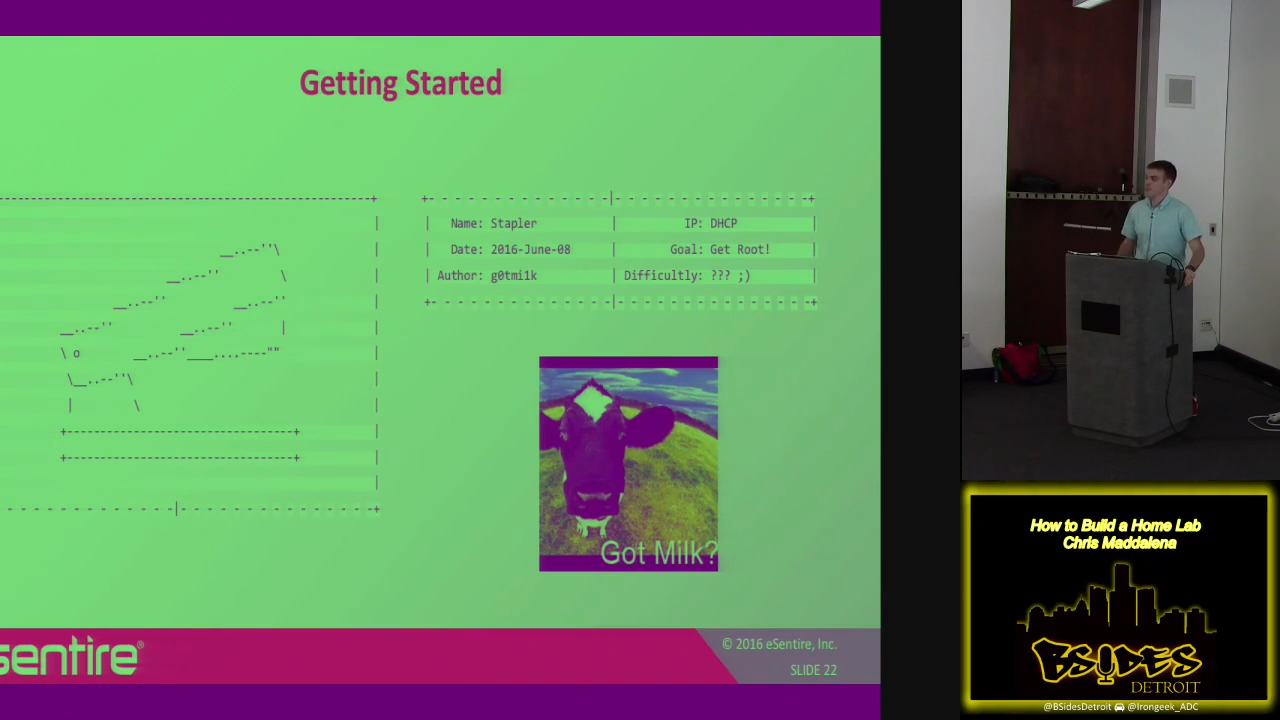 Getting Started
Name: Stapler
IP: DHCP
Date: 2016-June-08
Goal: Get Root!
Author: g0tmi1k
Difficultly: ??? ;)
Got Milk?
sentire®
© 2016 eSentire, Inc.
SLIDE 22
How to Build a Home Lab
Chris Maddalena
BSIDES
DETROIT
@BSidesDetroit @Irongeek_ADC